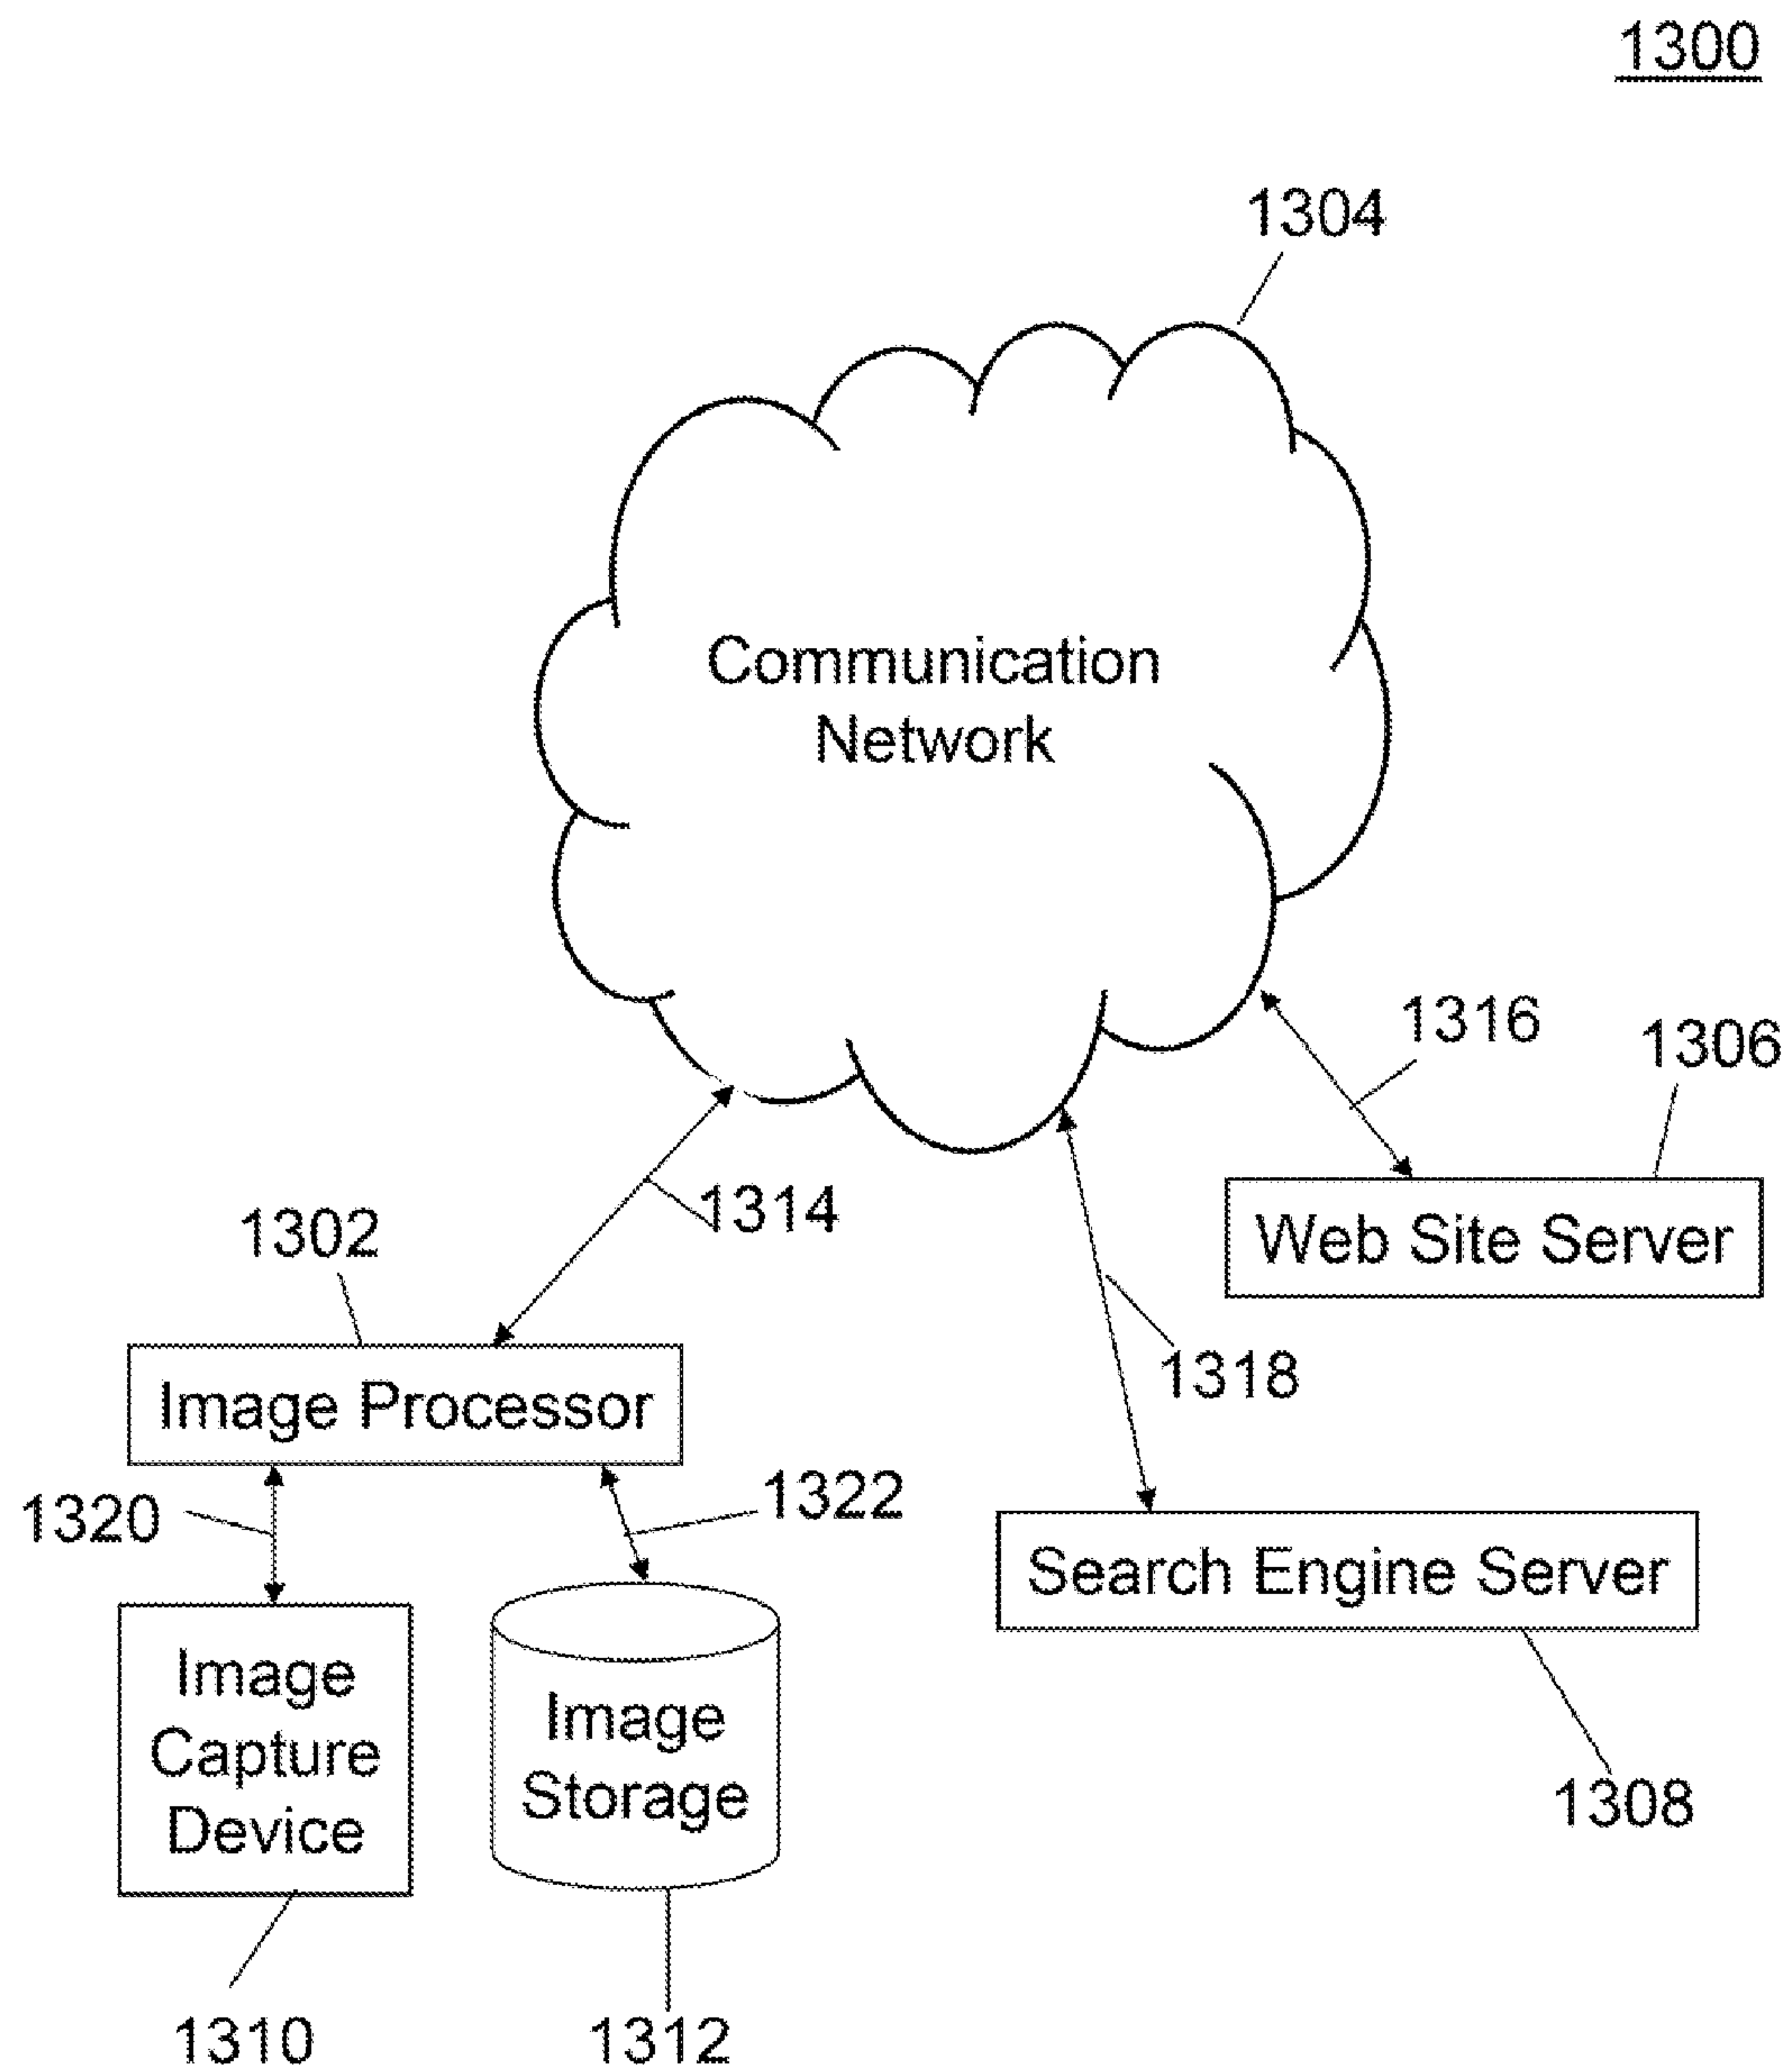 1300
1304
Communication
Network
1316
1306
1314
1302
Web Site Server
1318
Image Processor
1322
1320
Search Engine Server
Image
Capture
Device
Image
Storage
1308
1310
1312